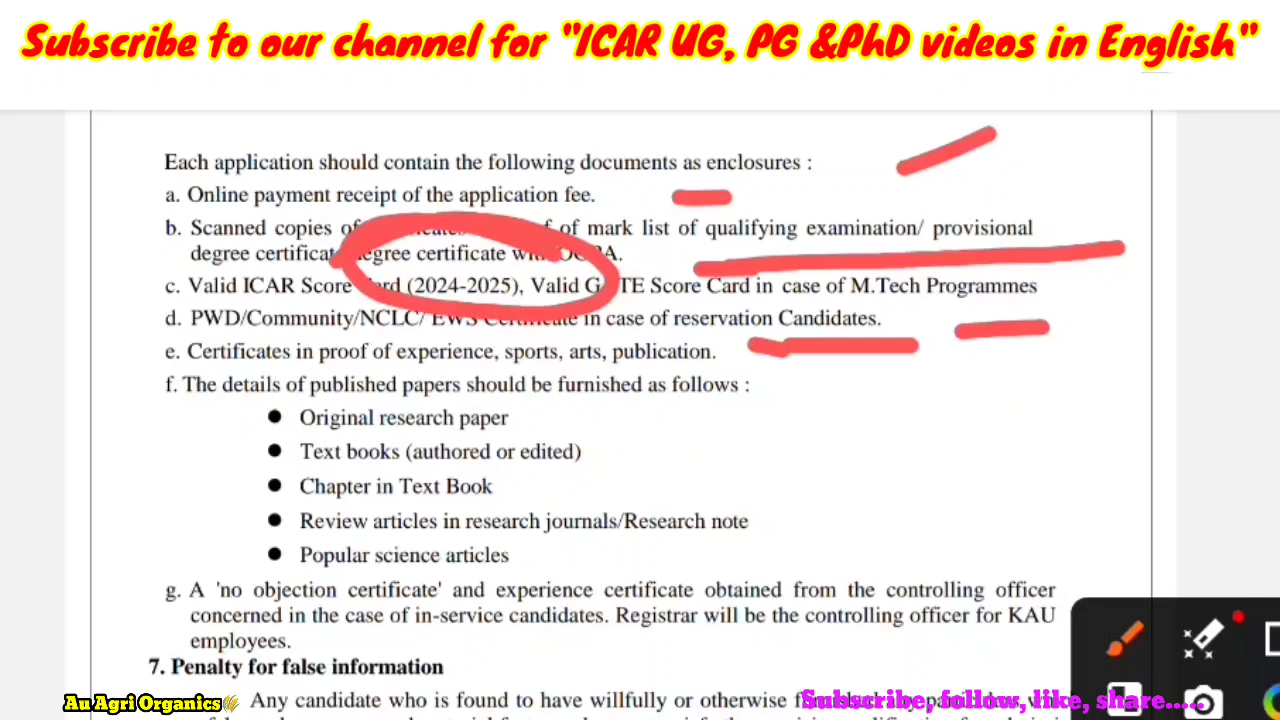 Subscribe to our channel for "ICAR UG, PG &PhD videos in English"
Each application should contain the following documents as enclosures :
a. Online payment receipt of the application fee.
b. Scanned copies of mark list of qualifying examination/ provisional
degree certificate degree certificate
c. Valid ICAR Score Card (2024-2025), Valid GATE Score Card in case of M.Tech Programmes
d. PWD/Community/NCLC/ EWS Certificate in case of reservation Candidates.
e. Certificates in proof of experience, sports, arts, publication.
f. The details of published papers should be furnished as follows :
● Original research paper
● Text books (authored or edited)
● Chapter in Text Book
● Review articles in research journals/Research note
● Popular science articles
g. A 'no objection certificate' and experience certificate obtained from the controlling officer
concerned in the case of in-service candidates. Registrar will be the controlling officer for KAU
employees.
7. Penalty for false information
Any candidate who is found to have willfully or otherwise
Au Agri Organics
Subscribe, follow, like, share.....